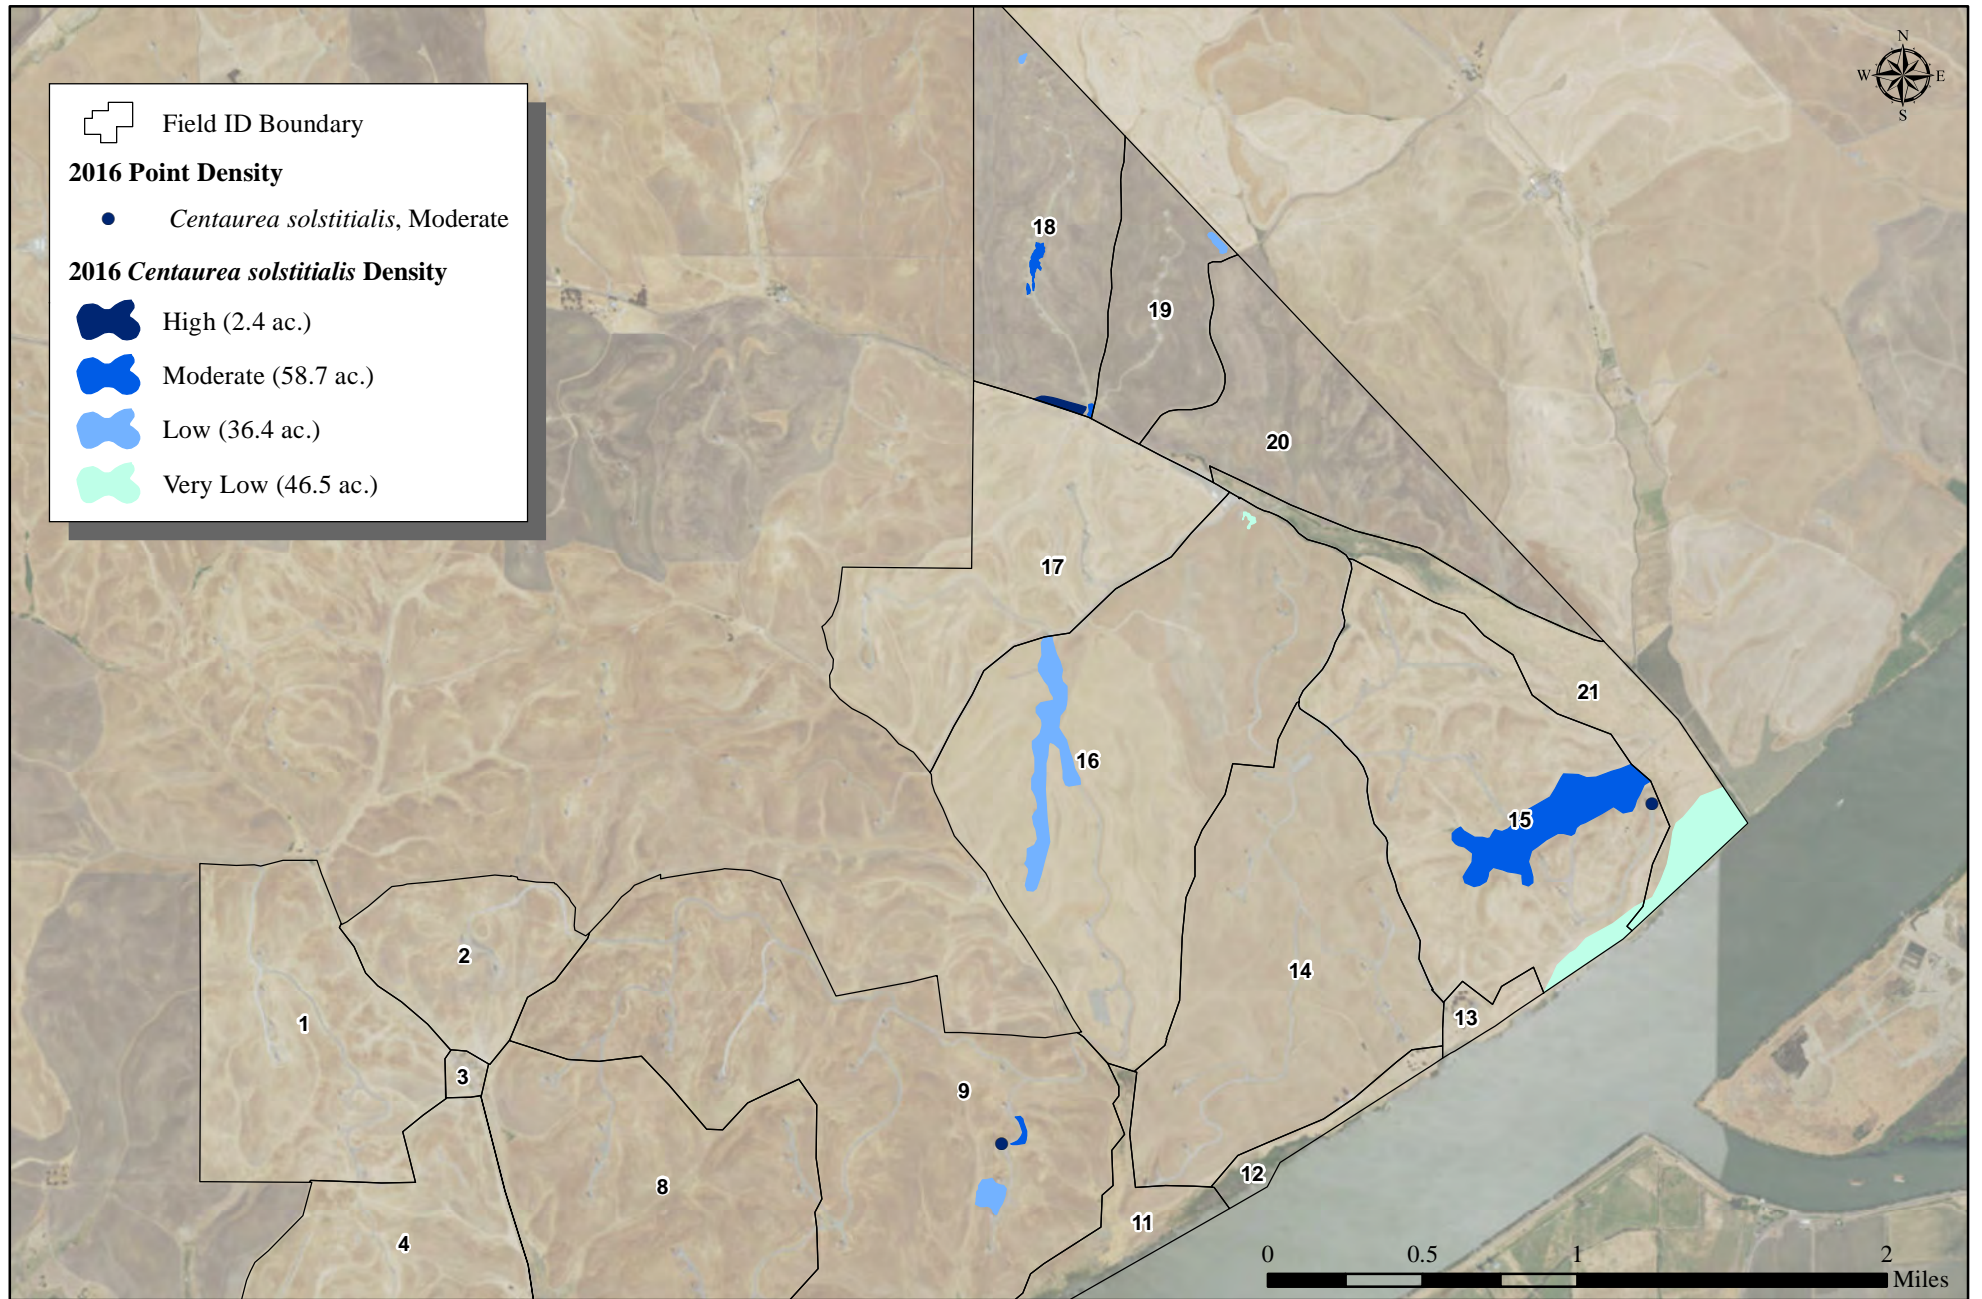 N
W E
S
Field ID Boundary
2016 Point Density
Centaurea solstitialis, Moderate
2016 Centaurea solstitialis Density
High (2.4 ac.)
Moderate (58.7 ac.)
Low (36.4 ac.)
Very Low (46.5 ac.)
18
19
20
17
21
16
15
2
14
1
13
3
9
12
8
11
4
0 0.5 1 2
Miles